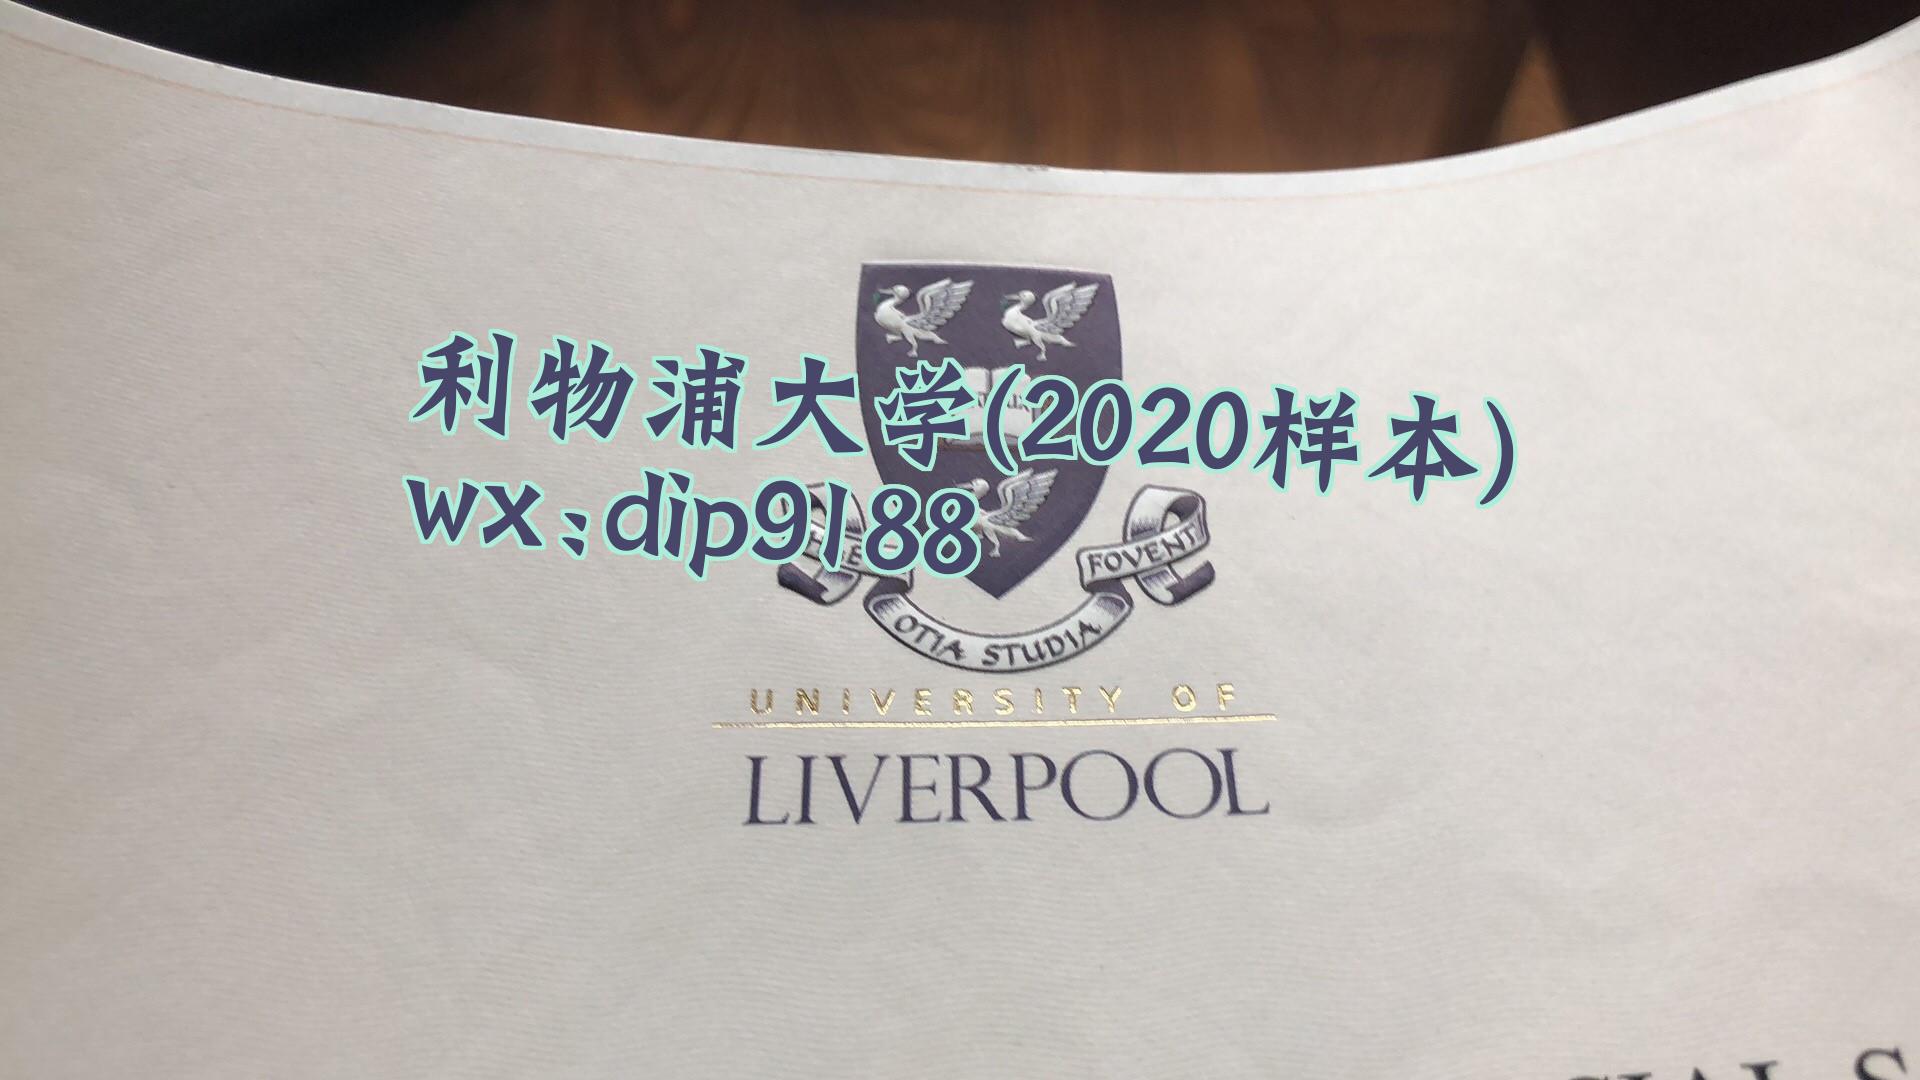 利物浦大学(2020样本)
wx:dip9188
FOVENT
OTIA STUDIA
UNIVERSITY OF
LIVERPOOL